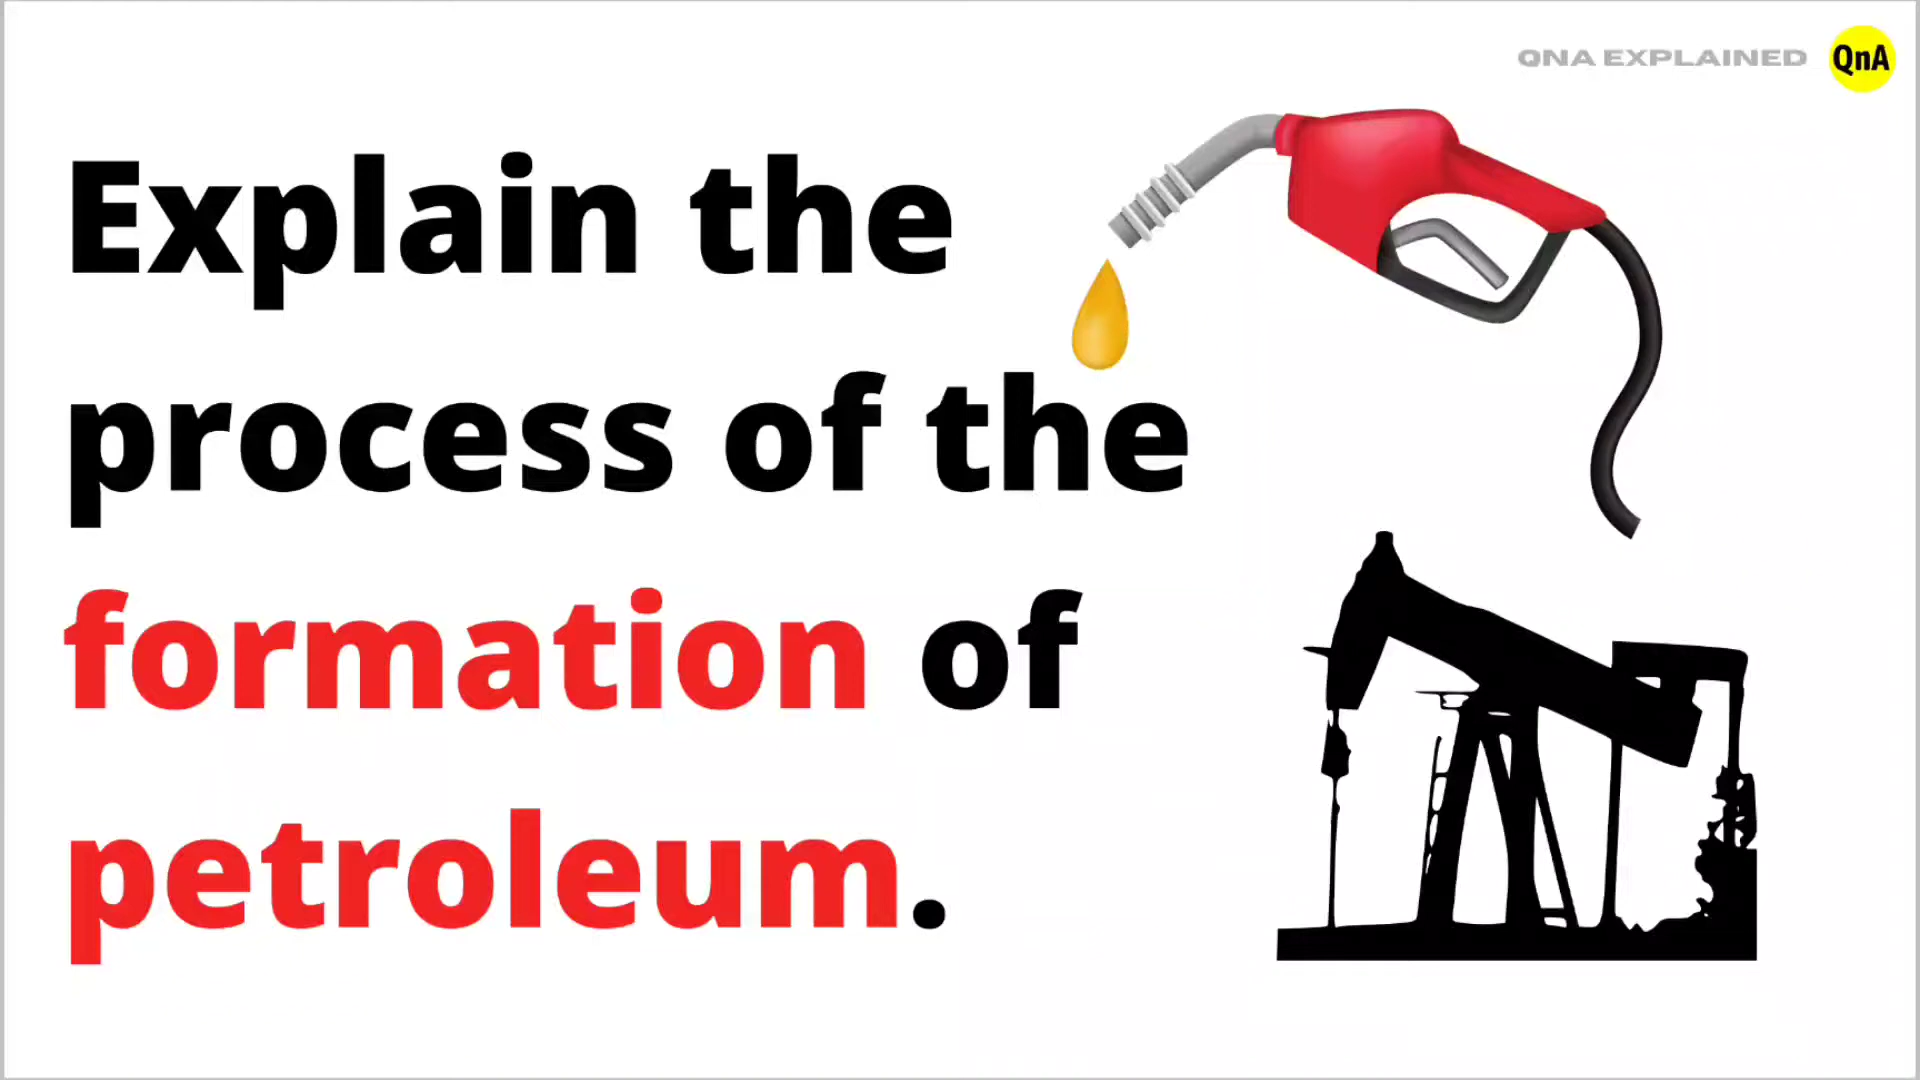 QNA EXPLAINED QnA
Explain the
process of the
formation of
petroleum.